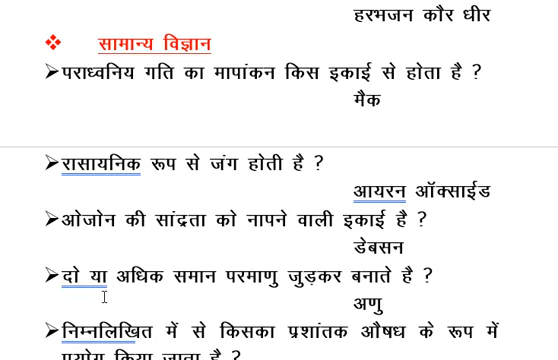 हरभजन कौर धीर
❖ सामान्य विज्ञान
➢पराध्वनिय गति का मापांकन किस इकाई से होता है ?
मैक
➢रासायनिक रूप से जंग होती है ?
आयरन ऑक्साईड
➢ओजोन की सांद्रता को नापने वाली इकाई है ?
डेबसन
➢दो या अधिक समान परमाणु जुड़कर बनाते है ?
अणु
➢निम्नलिखित में से किसका प्रशांतक औषध के रूप में
प्रयोग किया जाता है ?